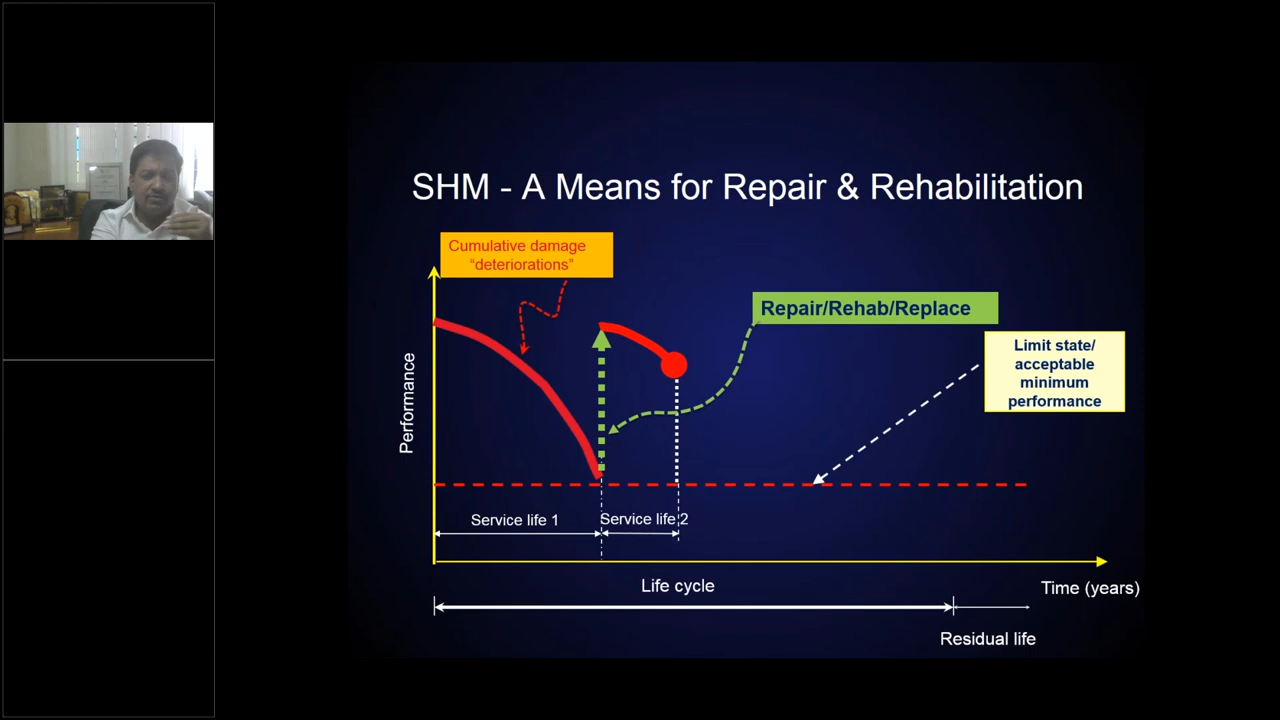 SHM - A Means for Repair & Rehabilitation
Cumulative damage
“deteriorations”
Repair/Rehab/Replace
Limit state/
acceptable
minimum
performance
Performance
Service life 1
Service life 2
Life cycle
Time (years)
Residual life